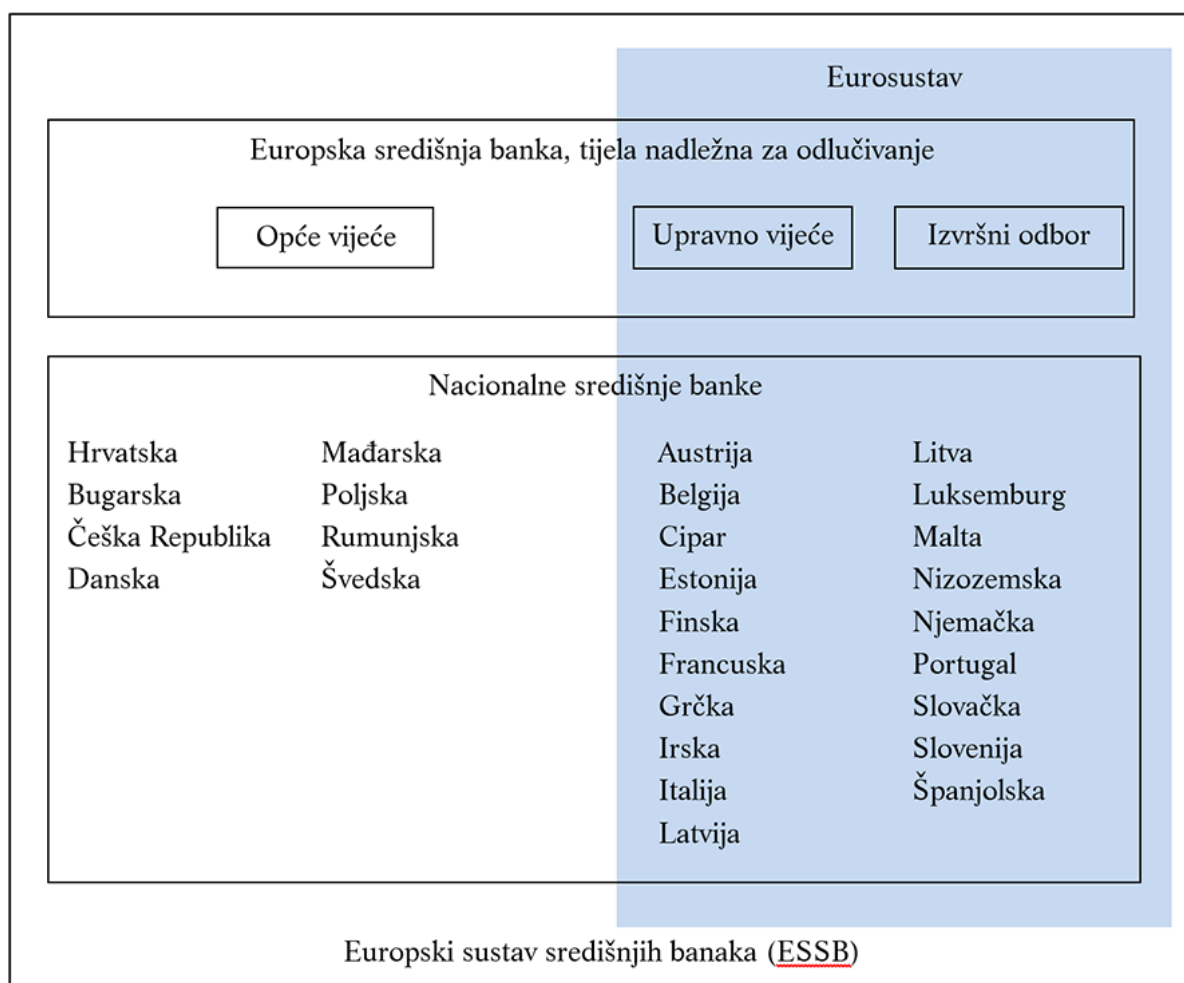 Eurosustav
Europska središnja banka, tijela nadležna za odlučivanje
Opće vijeće
Upravno vijeće
Izvršni odbor
Nacionalne središnje banke
Hrvatska
Bugarska
Češka Republika
Danska
Mađarska
Poljska
Rumunjska
Švedska
Austrija
Belgija
Cipar
Estonija
Finska
Francuska
Grčka
Irska
Italija
Latvija
Litva
Luksemburg
Malta
Nizozemska
Njemačka
Portugal
Slovačka
Slovenija
Španjolska
Europski sustav središnjih banaka (ESSB)